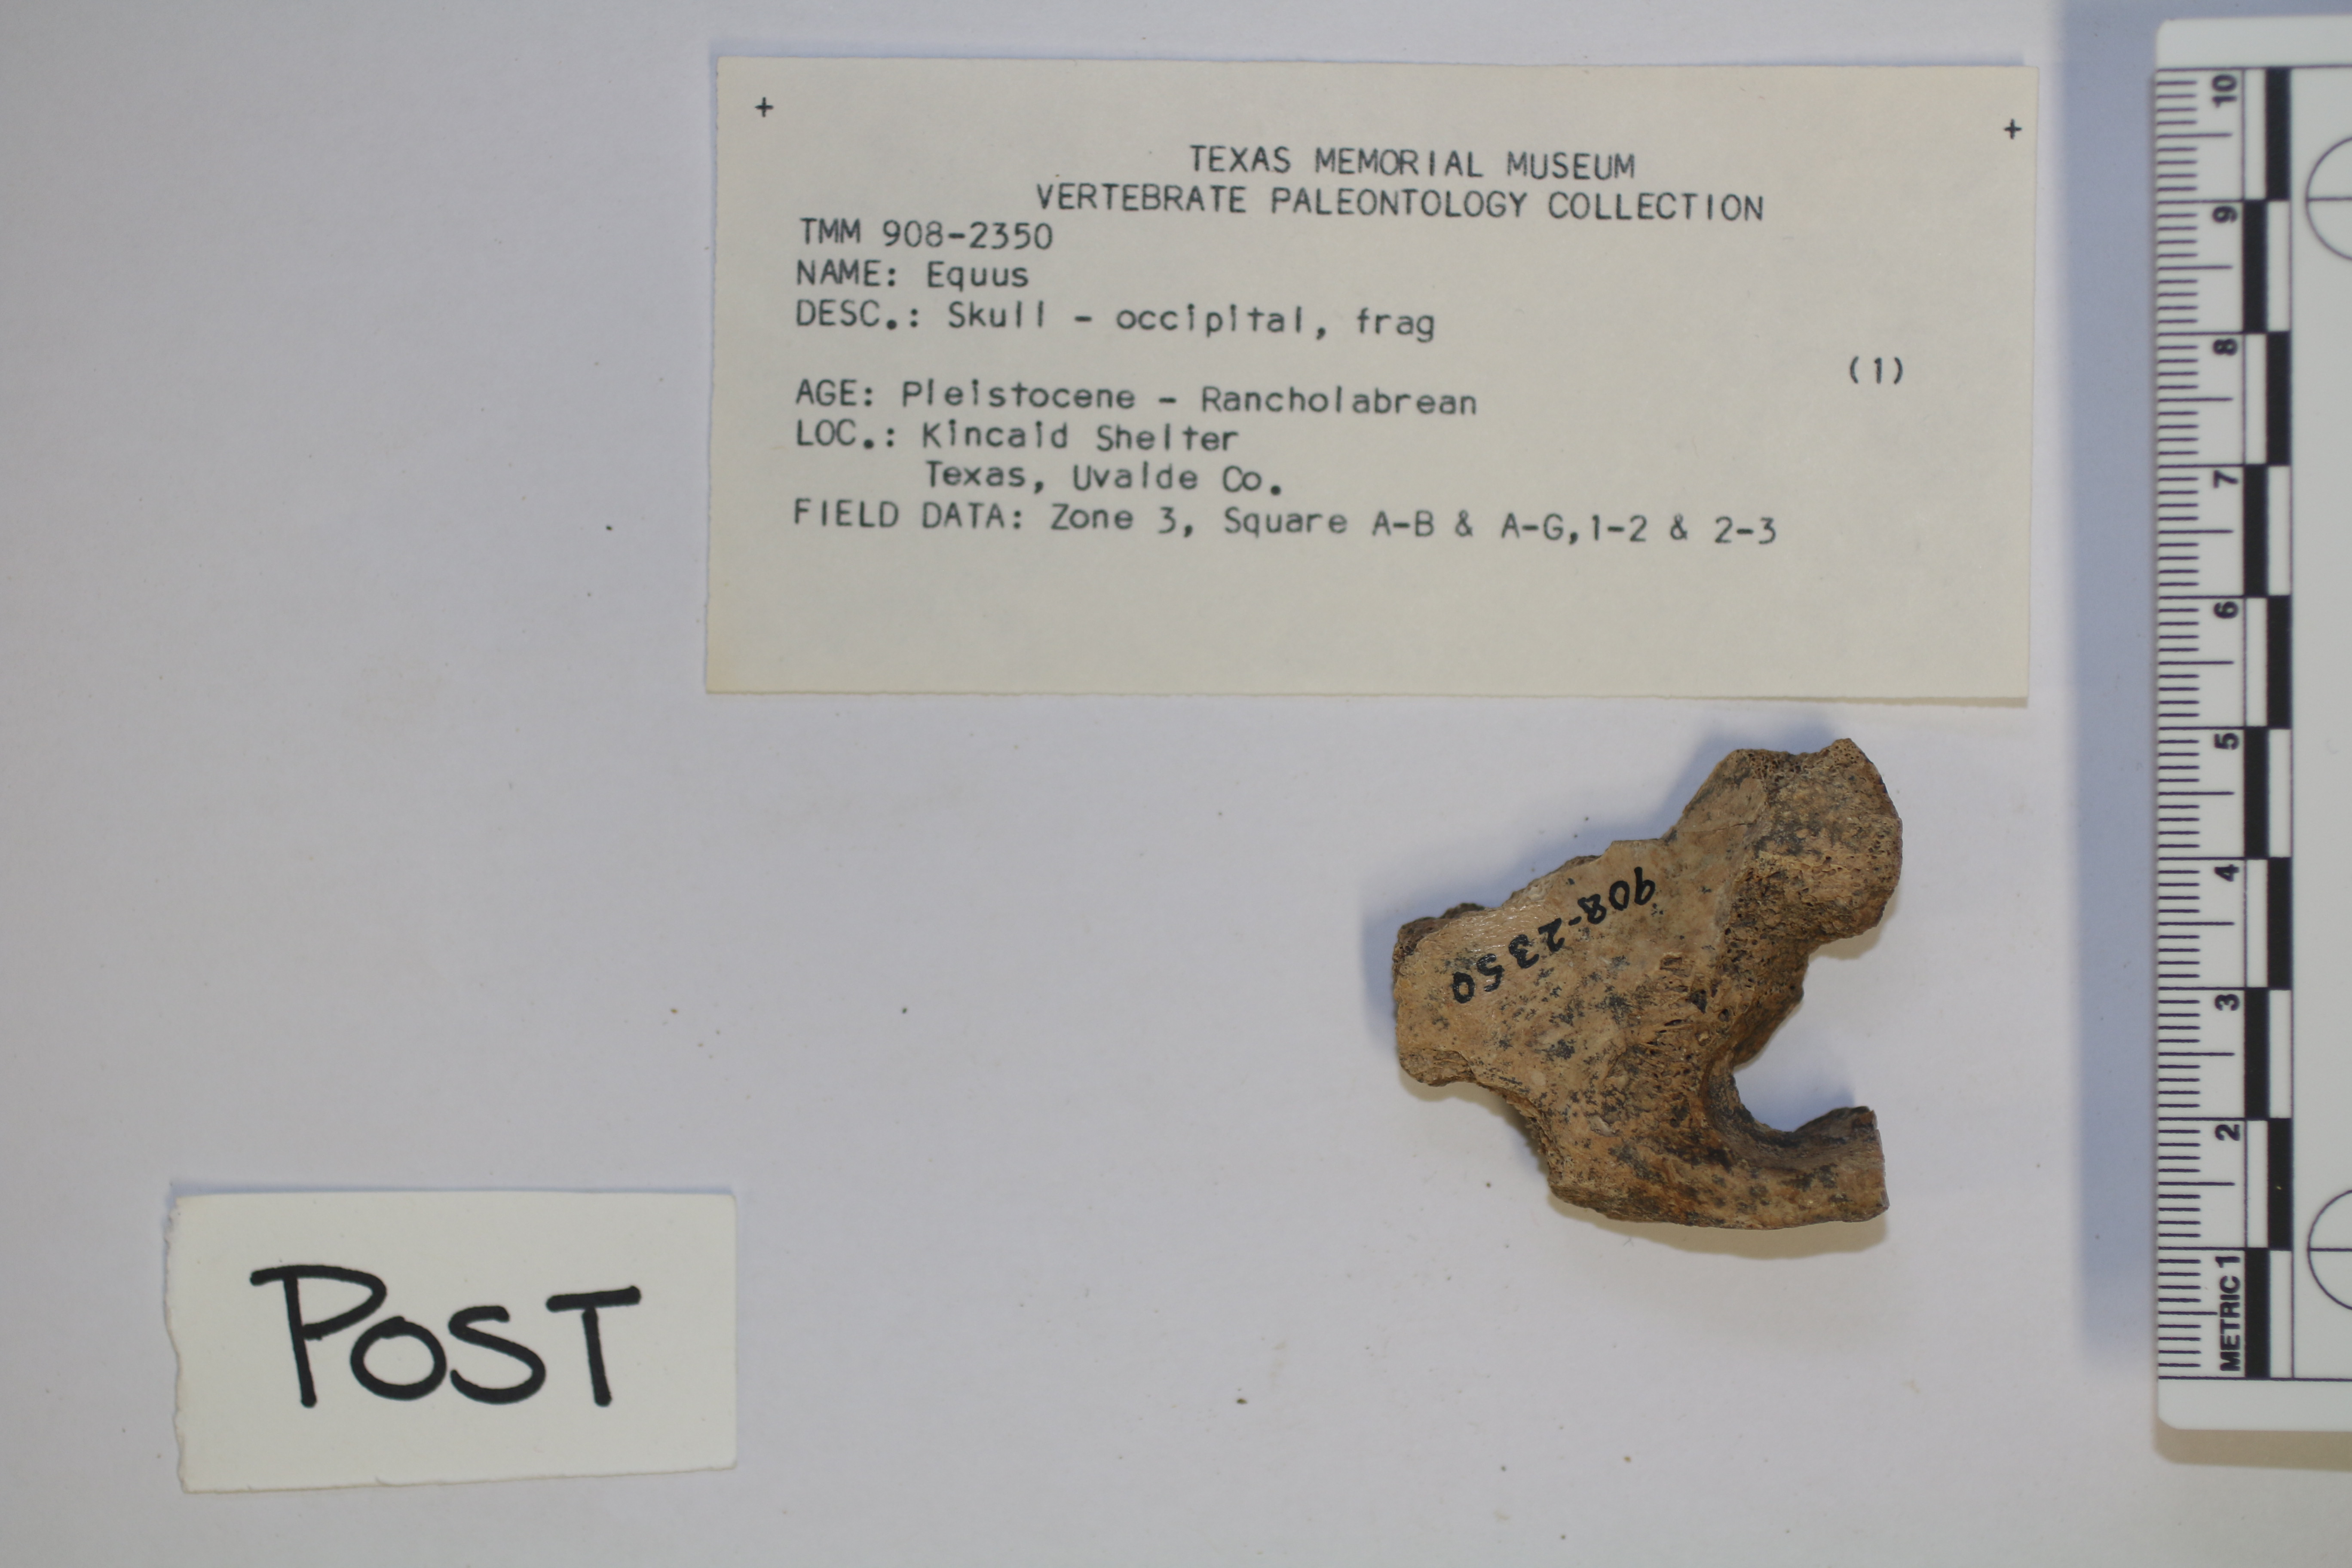 + +
TEXAS MEMORIAL MUSEUM
VERTEBRATE PALEONTOLOGY COLLECTION
TMM 908-2350
NAME: Equus
DESC.: Skull - occipital, frag
(1)
AGE: Pleistocene - Rancholabrean
LOC.: Kincaid Shelter
Texas, Uvalde Co.
FIELD DATA: Zone 3, Square A-B & A-G,1-2 & 2-3
908-2350
POST
10
9
8
7
6
5
4
3
2
METRIC 1